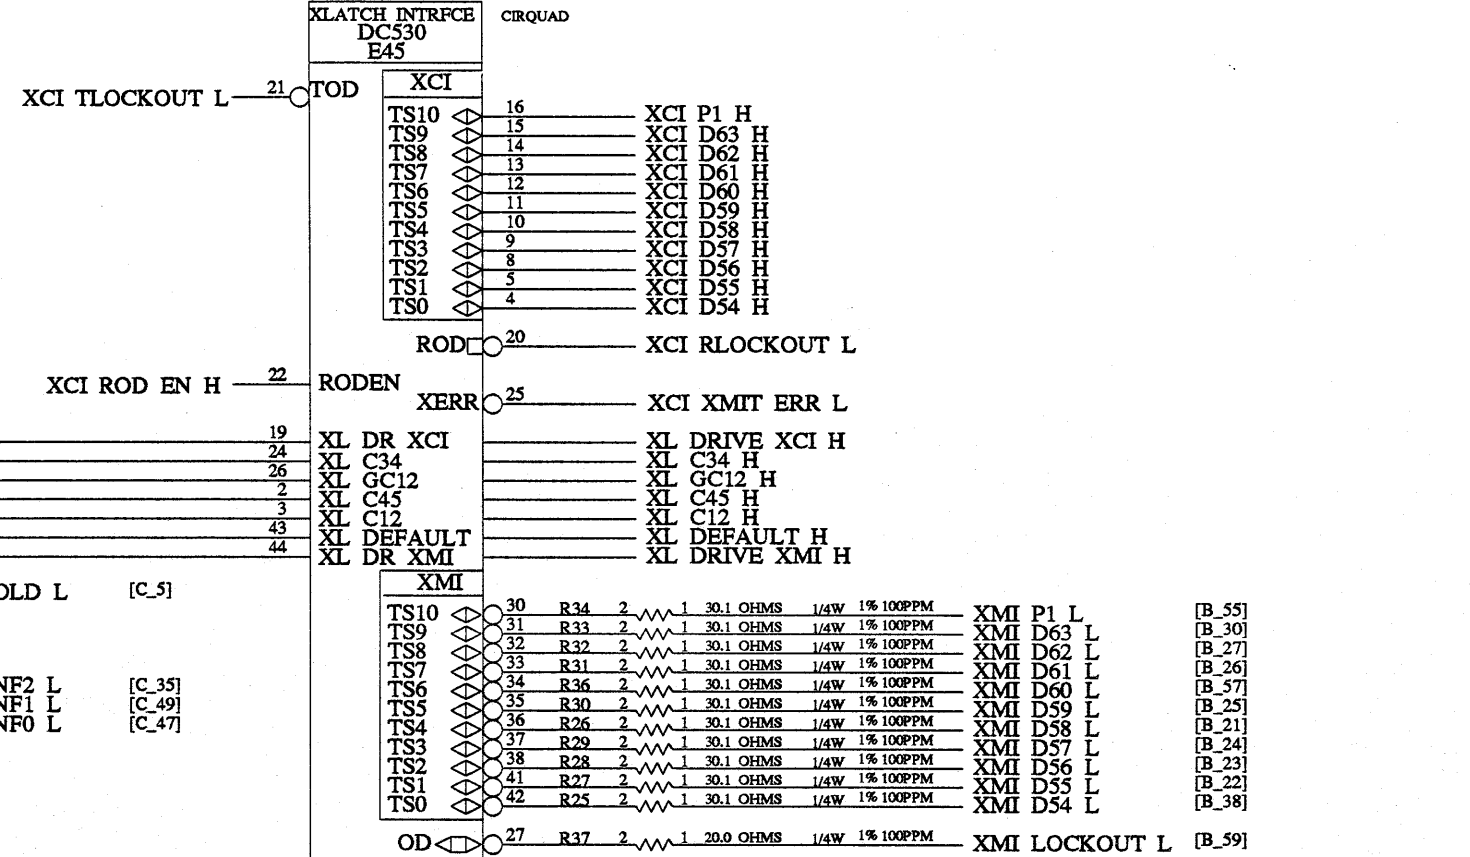 XLATCH INTRFCE CIRQUAD
DC530
E45
XCI
XCI TLOCKOUT L 21 TOD
TS10 16 XCI P1 H
TS9 15 XCI D63 H
TS8 14 XCI D62 H
TS7 13 XCI D61 H
TS6 12 XCI D60 H
TS5 11 XCI D59 H
TS4 10 XCI D58 H
TS3 9 XCI D57 H
TS2 8 XCI D56 H
TS1 5 XCI D55 H
TS0 4 XCI D54 H
ROD 20 XCI RLOCKOUT L
XCI ROD EN H 22 RODEN
XERR 25 XCI XMIT ERR L
19 XL DR XCI XL DRIVE XCI H
24 XL C34 XL C34 H
26 XL GC12 XL GC12 H
2 XL C45 XL C45 H
3 XL C12 XL C12 H
43 XL DEFAULT XL DEFAULT H
44 XL DR XMI XL DRIVE XMI H
XMI
OLD L [C_5]
TS10 30 R34 2 1 30.1 OHMS 1/4W 1% 100PPM XMI P1 L [B_55]
TS9 31 R33 2 1 30.1 OHMS 1/4W 1% 100PPM XMI D63 L [B_30]
TS8 32 R32 2 1 30.1 OHMS 1/4W 1% 100PPM XMI D62 L [B_27]
TS7 33 R31 2 1 30.1 OHMS 1/4W 1% 100PPM XMI D61 L [B_26]
NF2 L [C_35] TS6 34 R36 2 1 30.1 OHMS 1/4W 1% 100PPM XMI D60 L [B_57]
NF1 L [C_49] TS5 35 R30 2 1 30.1 OHMS 1/4W 1% 100PPM XMI D59 L [B_25]
NF0 L [C_47] TS4 36 R26 2 1 30.1 OHMS 1/4W 1% 100PPM XMI D58 L [B_21]
TS3 37 R29 2 1 30.1 OHMS 1/4W 1% 100PPM XMI D57 L [B_24]
TS2 38 R28 2 1 30.1 OHMS 1/4W 1% 100PPM XMI D56 L [B_23]
TS1 41 R27 2 1 30.1 OHMS 1/4W 1% 100PPM XMI D55 L [B_22]
TS0 42 R25 2 1 30.1 OHMS 1/4W 1% 100PPM XMI D54 L [B_38]
OD 27 R37 2 1 20.0 OHMS 1/4W 1% 100PPM XMI LOCKOUT L [B_59]